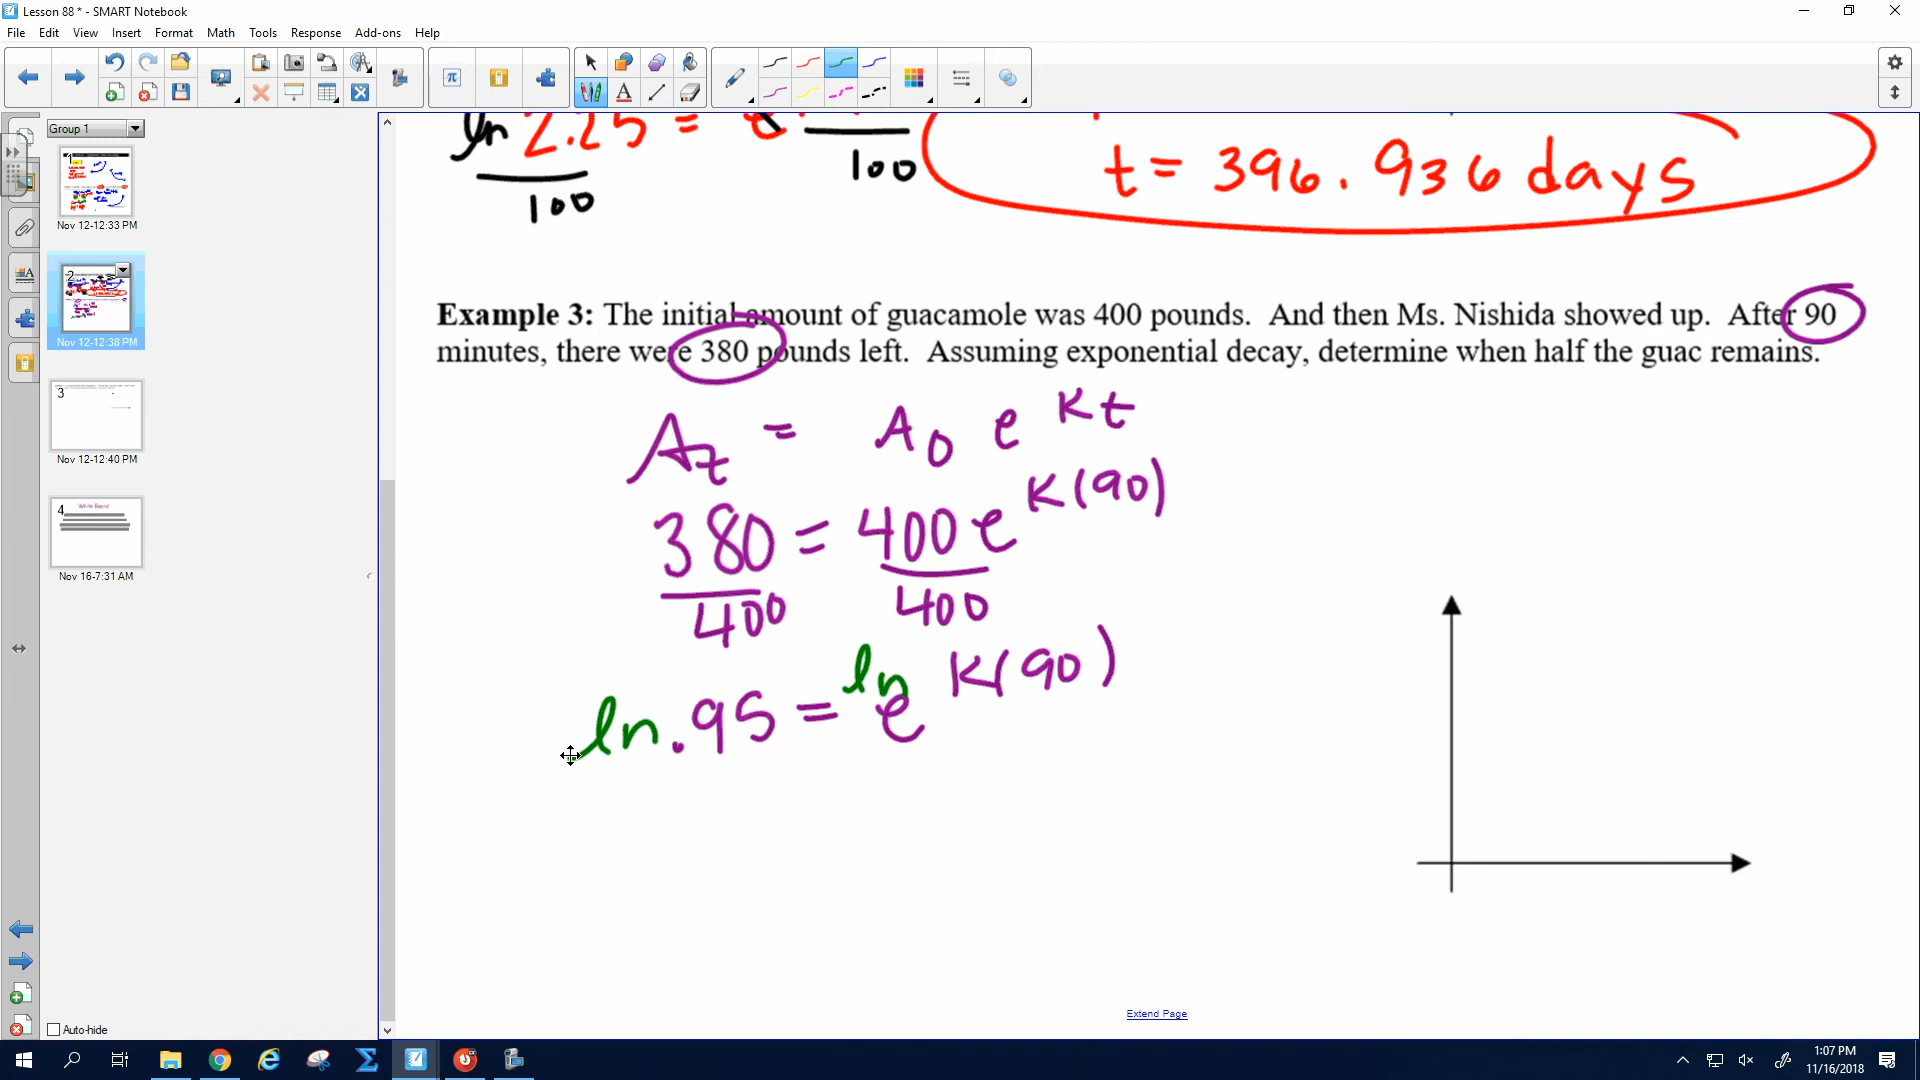 Lesson 88 * - SMART Notebook
File Edit View Insert Format Math Tools Response Add-ons Help
Group 1
1
Nov 12-12:33 PM
2
Nov 12-12:38 PM
3
Nov 12-12:40 PM
4
White Board
Nov 16-7:31 AM
Auto-hide
ln 2.25 = e
100
100
t = 396.936 days
Example 3: The initial amount of guacamole was 400 pounds. And then Ms. Nishida showed up. After 90
minutes, there were 380 pounds left. Assuming exponential decay, determine when half the guac remains.
At = A0 e Kt
380 = 400 e K(90)
400 400
ln .95 = ln e K(90)
Extend Page
1:07 PM
11/16/2018